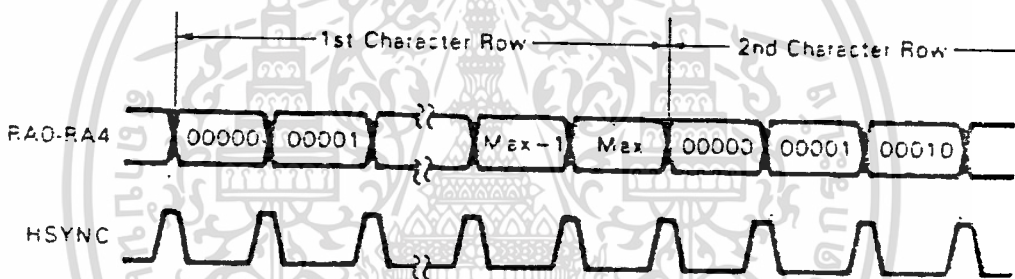 1st Character Row 2nd Character Row
RA0-RA4 00000 00001 Max-1 Max 00000 00001 00010
HSYNC